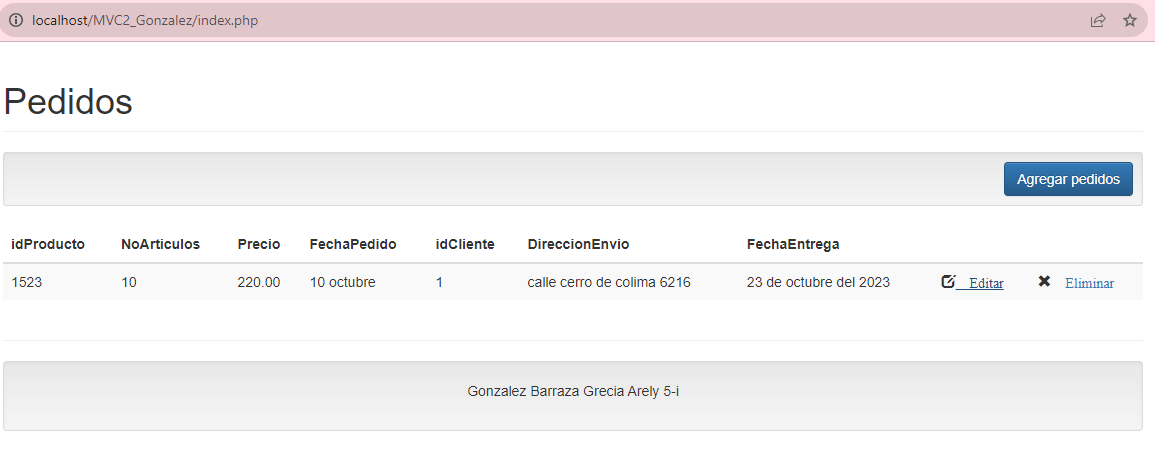 localhost/MVC2_Gonzalez/index.php
Pedidos
Agregar pedidos
idProducto NoArticulos Precio FechaPedido idCliente DireccionEnvio FechaEntrega
1523 10 220.00 10 octubre 1 calle cerro de colima 6216 23 de octubre del 2023 Editar Eliminar
Gonzalez Barraza Grecia Arely 5-i